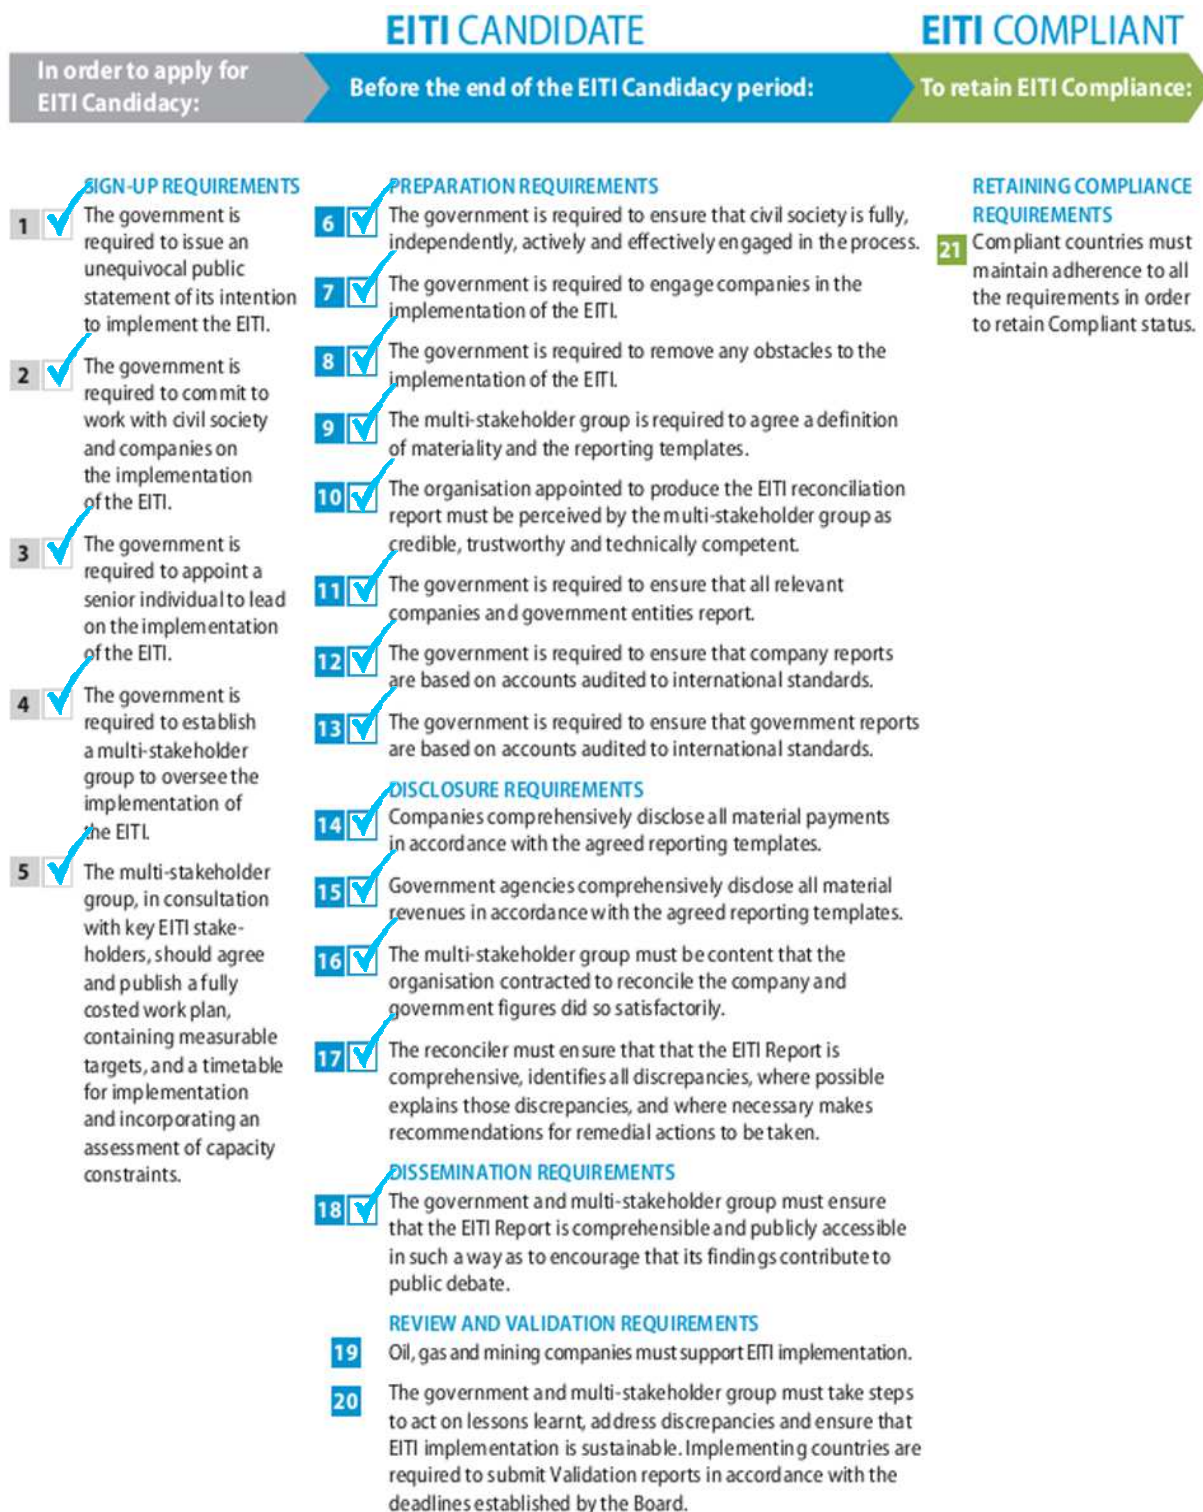 EITI CANDIDATE
EITI COMPLIANT
In order to apply for
EITI Candidacy:
Before the end of the EITI Candidacy period:
To retain EITI Compliance:
SIGN-UP REQUIREMENTS
1 The government is
required to issue an
unequivocal public
statement of its intention
to implement the EITI.
2 The government is
required to commit to
work with civil society
and companies on
the implementation
of the EITI.
3 The government is
required to appoint a
senior individual to lead
on the implementation
of the EITI.
4 The government is
required to establish
a multi-stakeholder
group to oversee the
implementation of
the EITI.
5 The multi-stakeholder
group, in consultation
with key EITI stake-
holders, should agree
and publish a fully
costed work plan,
containing measurable
targets, and a timetable
for implementation
and incorporating an
assessment of capacity
constraints.
PREPARATION REQUIREMENTS
6 The government is required to ensure that civil society is fully,
independently, actively and effectively engaged in the process.
7 The government is required to engage companies in the
implementation of the EITI.
8 The government is required to remove any obstacles to the
implementation of the EITI.
9 The multi-stakeholder group is required to agree a definition
of materiality and the reporting templates.
10 The organisation appointed to produce the EITI reconciliation
report must be perceived by the multi-stakeholder group as
credible, trustworthy and technically competent.
11 The government is required to ensure that all relevant
companies and government entities report.
12 The government is required to ensure that company reports
are based on accounts audited to international standards.
13 The government is required to ensure that government reports
are based on accounts audited to international standards.
DISCLOSURE REQUIREMENTS
14 Companies comprehensively disclose all material payments
in accordance with the agreed reporting templates.
15 Government agencies comprehensively disclose all material
revenues in accordance with the agreed reporting templates.
16 The multi-stakeholder group must be content that the
organisation contracted to reconcile the company and
government figures did so satisfactorily.
17 The reconciler must ensure that that the EITI Report is
comprehensive, identifies all discrepancies, where possible
explains those discrepancies, and where necessary makes
recommendations for remedial actions to be taken.
DISSEMINATION REQUIREMENTS
18 The government and multi-stakeholder group must ensure
that the EITI Report is comprehensible and publicly accessible
in such a way as to encourage that its findings contribute to
public debate.
REVIEW AND VALIDATION REQUIREMENTS
19 Oil, gas and mining companies must support EITI implementation.
20 The government and multi-stakeholder group must take steps
to act on lessons learnt, address discrepancies and ensure that
EITI implementation is sustainable. Implementing countries are
required to submit Validation reports in accordance with the
deadlines established by the Board.
RETAINING COMPLIANCE
REQUIREMENTS
21 Compliant countries must
maintain adherence to all
the requirements in order
to retain Compliant status.